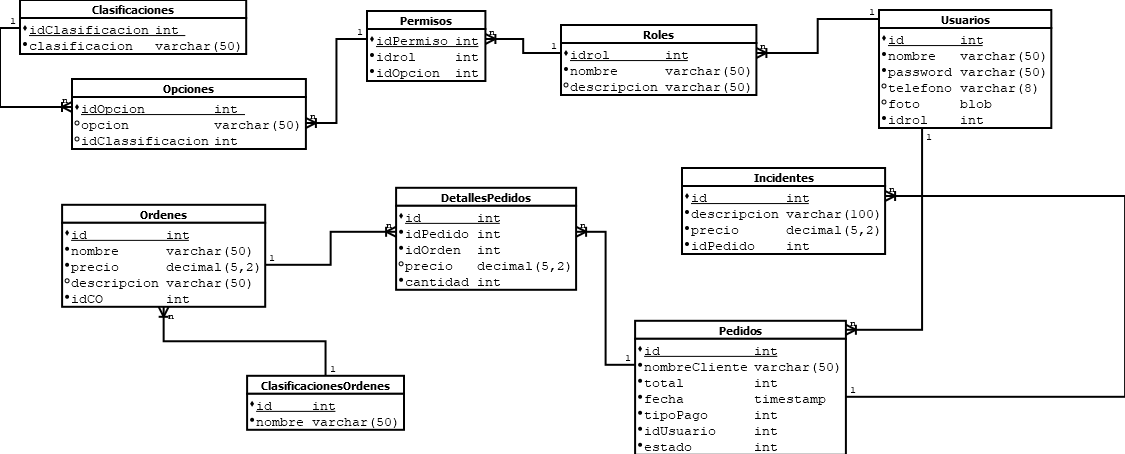 Clasificaciones
idClasificacion int
clasificacion varchar(50)
1
n
Opciones
idOpcion int
opcion varchar(50)
idClassificacion int
n
1
Permisos
idPermiso int
idrol int
idOpcion int
n
1
Roles
idrol int
nombre varchar(50)
descripcion varchar(50)
n
1
Usuarios
id int
nombre varchar(50)
password varchar(50)
telefono varchar(8)
foto blob
idrol int
1
Incidentes
id int
descripcion varchar(100)
precio decimal(5,2)
idPedido int
n
DetallesPedidos
id int
idPedido int
idOrden int
precio decimal(5,2)
cantidad int
n
n
Ordenes
id int
nombre varchar(50)
precio decimal(5,2)
descripcion varchar(50)
idCO int
1
n
1
ClasificacionesOrdenes
id int
nombre varchar(50)
Pedidos
id int
nombreCliente varchar(50)
total int
fecha timestamp
tipoPago int
idUsuario int
estado int
1
n
1